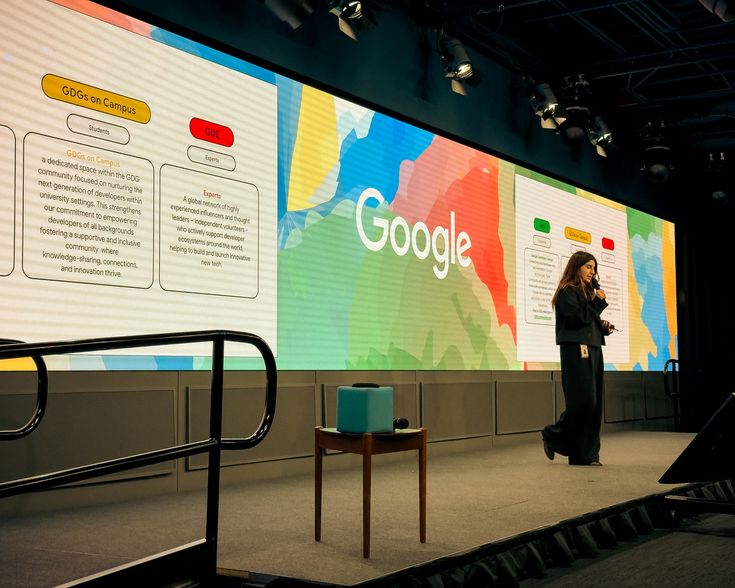 GDGs on Campus
Students
GDGs on Campus
a dedicated space within the GDG
community focused on nurturing the
next generation of developers within
university settings. This strengthens
our commitment to empowering
developers of all backgrounds
fostering a supportive and inclusive
community where
knowledge-sharing, connections,
and innovation thrive.
GDE
Experts
Experts
A global network of highly
experienced influencers and thought
leaders – independent volunteers –
who actively support developer
ecosystems around the world
helping to build and launch innovative
new tech.
Google